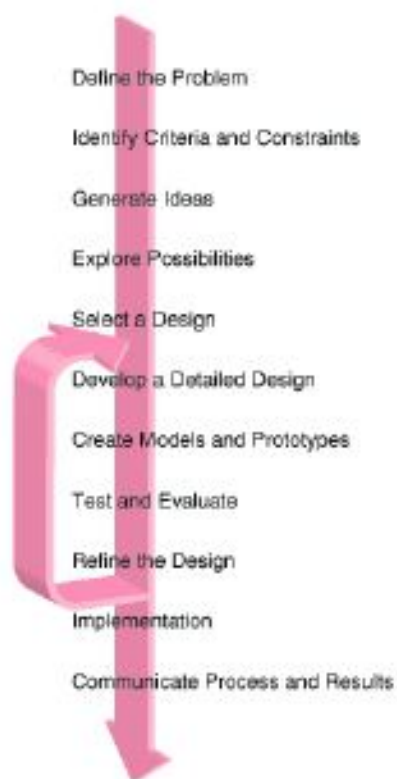 Define the Problem
Identify Criteria and Constraints
Generate Ideas
Explore Possibilities
Select a Design
Develop a Detailed Design
Create Models and Prototypes
Test and Evaluate
Refine the Design
Implementation
Communicate Process and Results